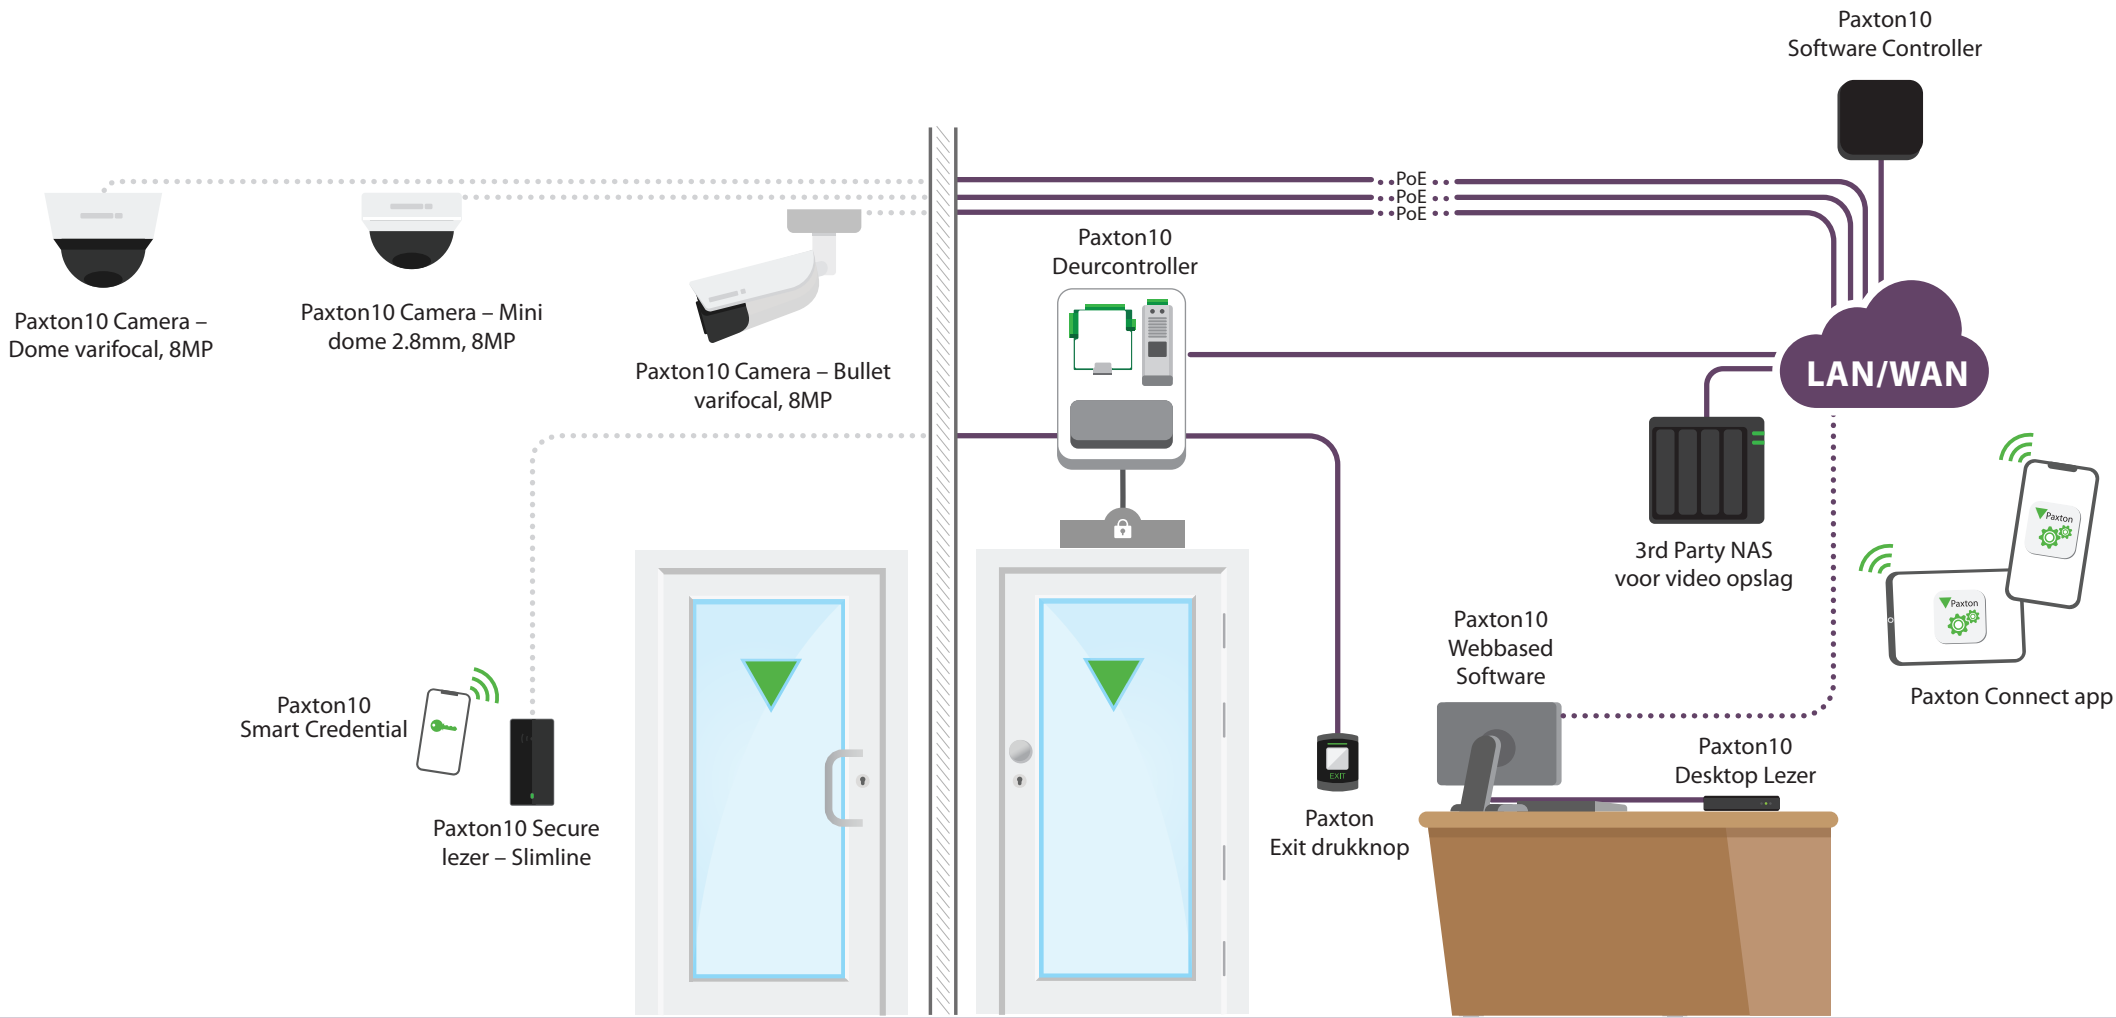 Paxton10
Software Controller
PoE
PoE
PoE
Paxton10
Deurcontroller
Paxton10 Camera –
Dome varifocal, 8MP
Paxton10 Camera – Mini
dome 2.8mm, 8MP
Paxton10 Camera – Bullet
varifocal, 8MP
LAN/WAN
3rd Party NAS
voor video opslag
Paxton
Paxton
Paxton Connect app
Paxton10
Webbased
Software
Paxton10
Desktop Lezer
Paxton10
Smart Credential
Paxton10 Secure
lezer – Slimline
EXIT
Paxton
Exit drukknop